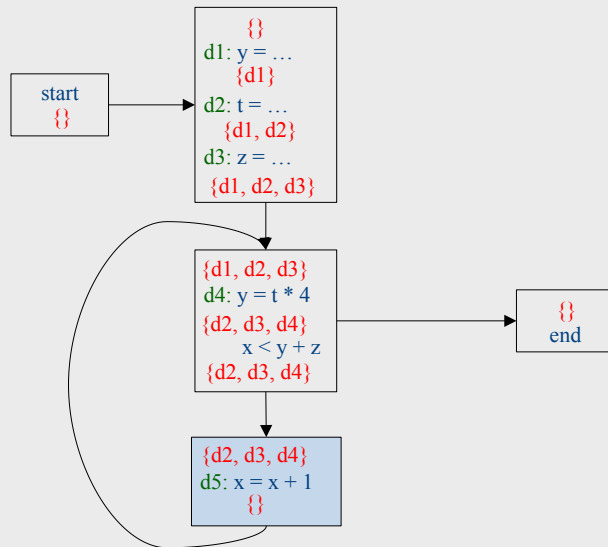 start
{}
{}
d1: y = …
{d1}
d2: t = …
{d1, d2}
d3: z = …
{d1, d2, d3}
{d1, d2, d3}
d4: y = t * 4
{d2, d3, d4}
x < y + z
{d2, d3, d4}
{}
end
{d2, d3, d4}
d5: x = x + 1
{}